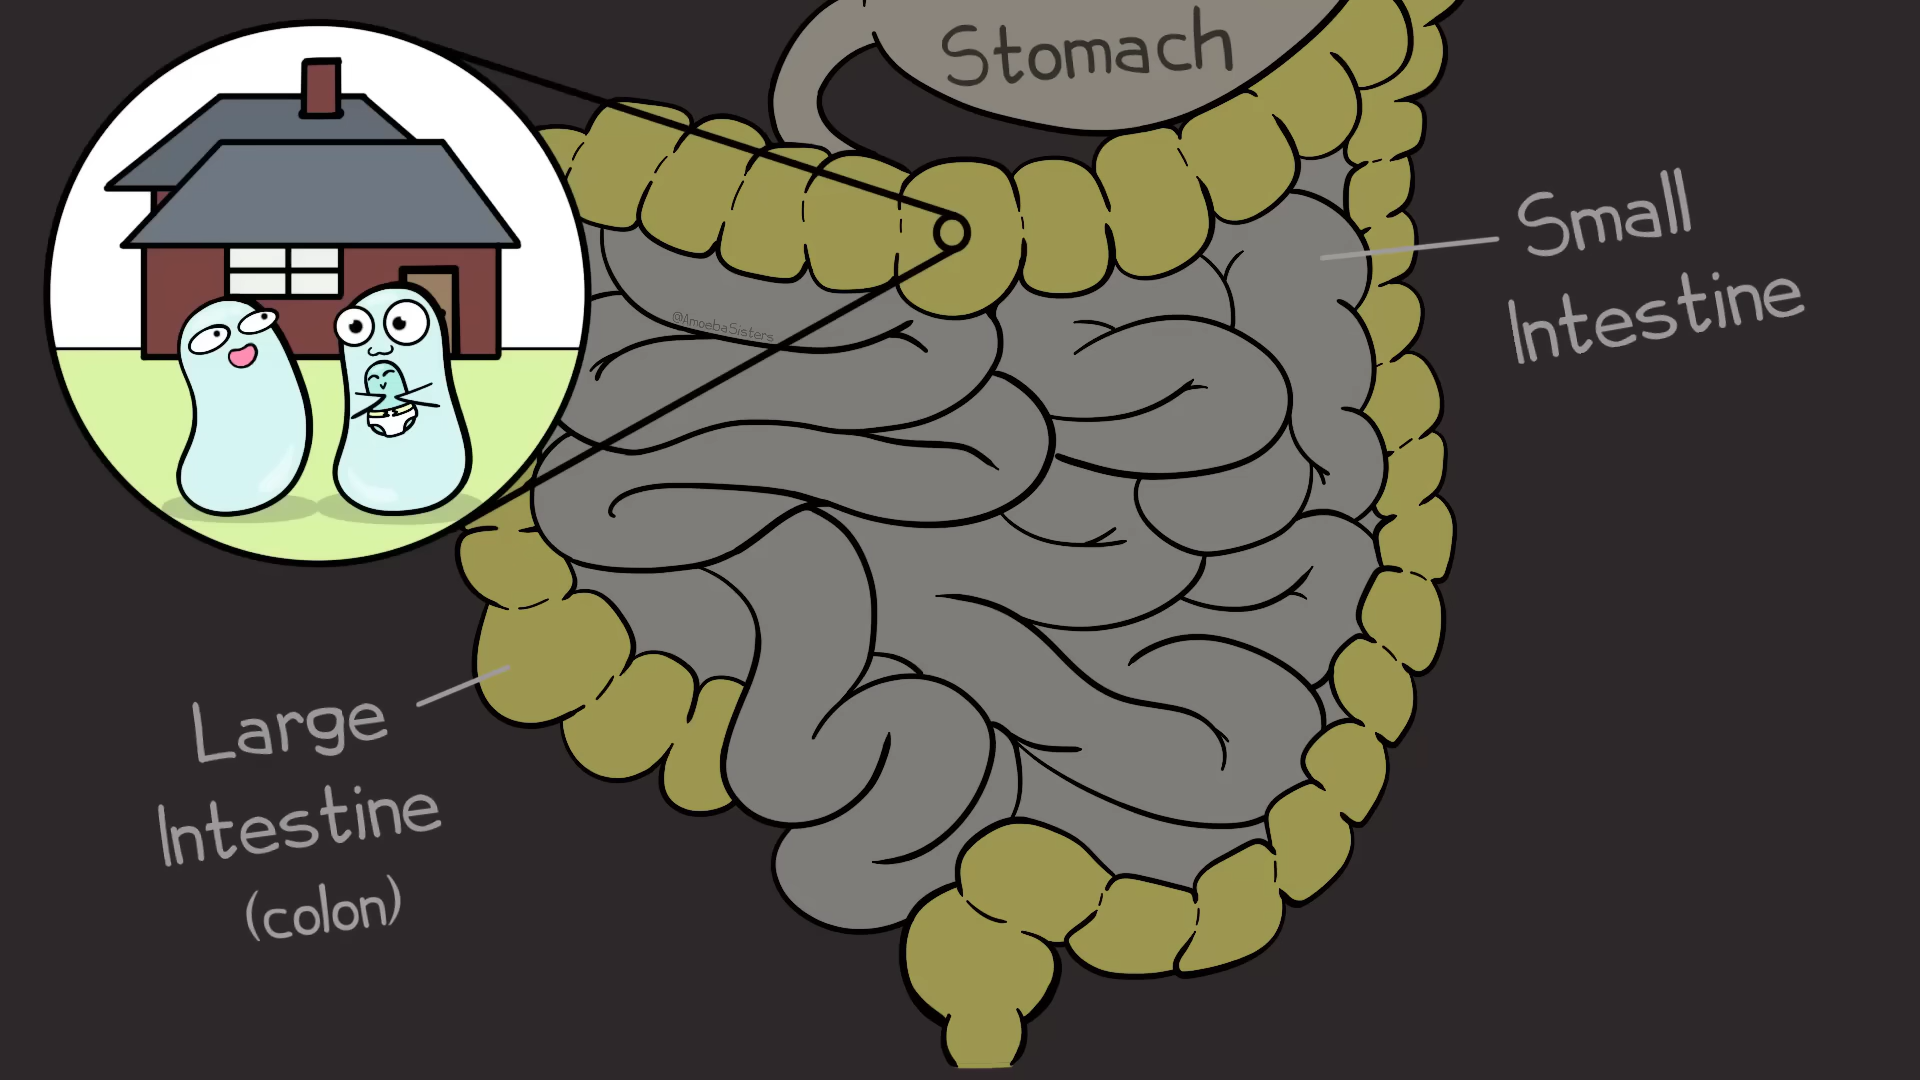 Stomach
Small
Intestine
@AmoebaSisters
Large
Intestine
(colon)